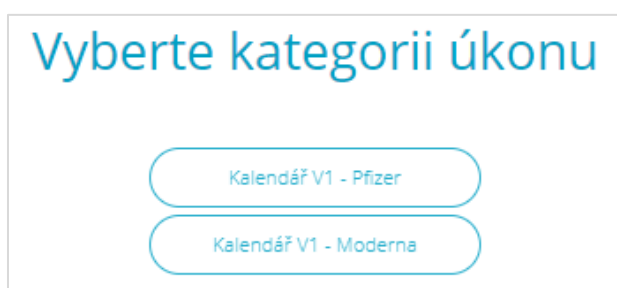 Vyberte kategorii úkonu
Kalendář V1 - Pfizer
Kalendář V1 - Moderna